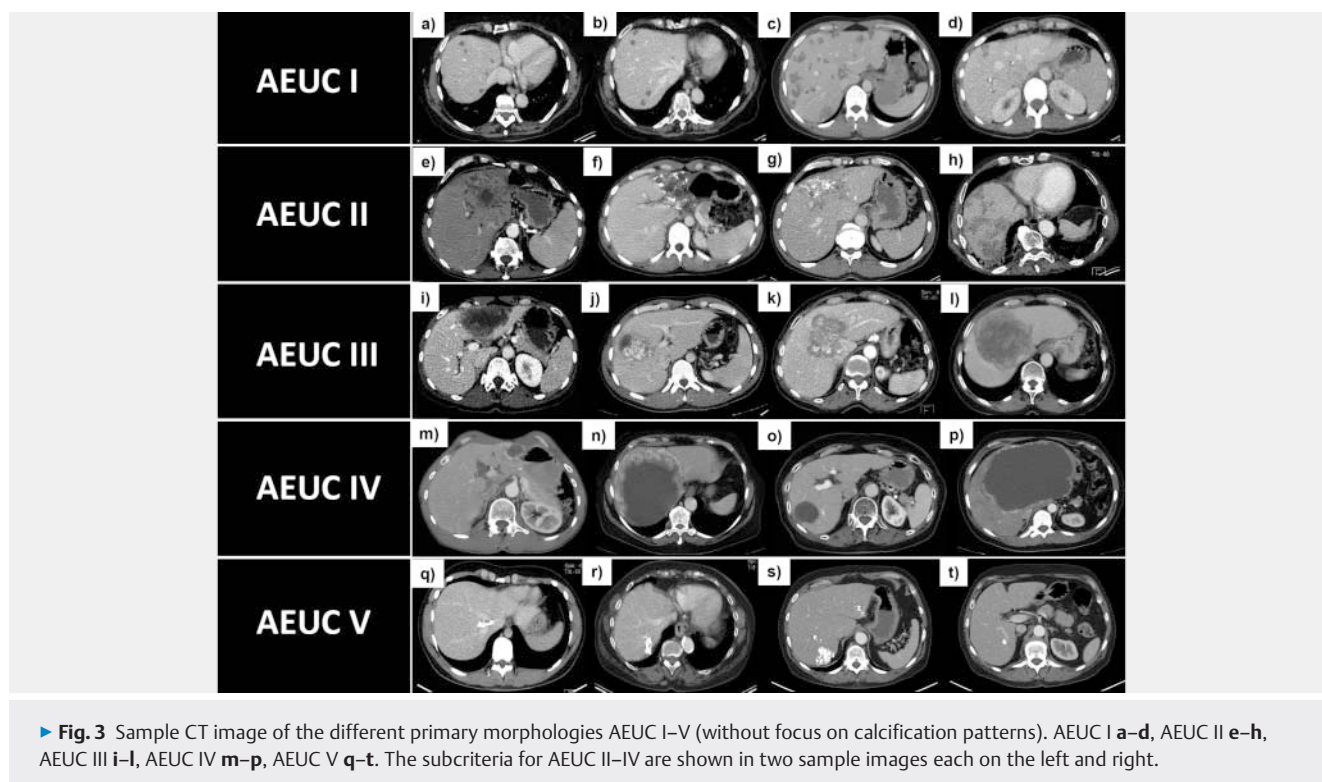 AEUC I
a)
b)
c)
d)
AEUC II
e)
f)
g)
h)
AEUC III
i)
j)
k)
l)
AEUC IV
m)
n)
o)
p)
AEUC V
q)
r)
s)
t)
▶ Fig. 3 Sample CT image of the different primary morphologies AEUC I–V (without focus on calcification patterns). AEUC I a–d, AEUC II e–h,
AEUC III i–l, AEUC IV m–p, AEUC V q–t. The subcriteria for AEUC II–IV are shown in two sample images each on the left and right.